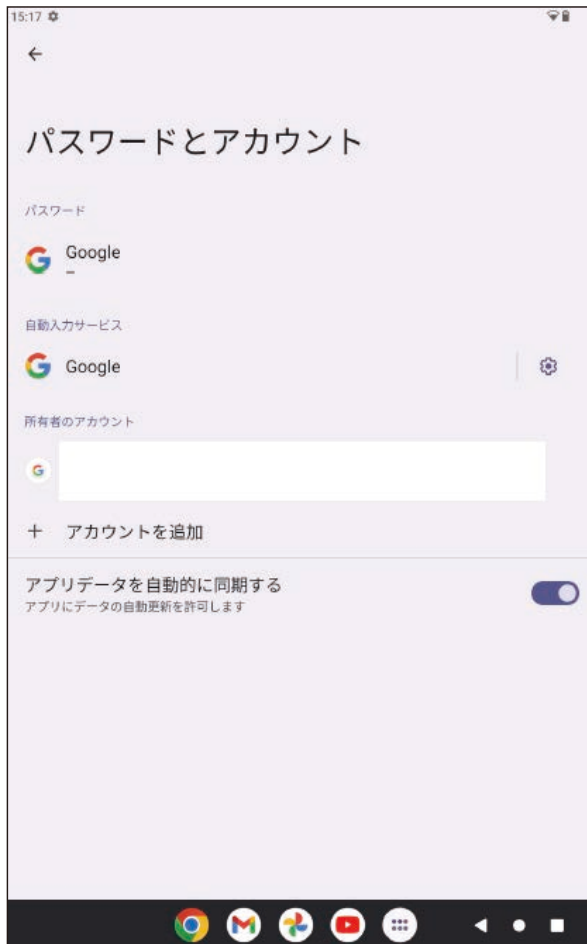 15:17
パスワードとアカウント
パスワード
Google
–
自動入力サービス
Google
所有者のアカウント
+ アカウントを追加
アプリデータを自動的に同期する
アプリにデータの自動更新を許可します